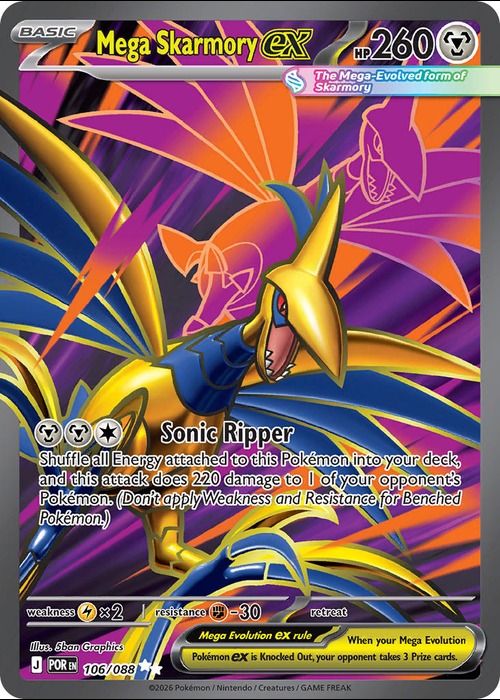 BASIC
Mega Skarmory ex
HP 260
The Mega-Evolved form of
Skarmory
Sonic Ripper
Shuffle all Energy attached to this Pokémon into your deck,
and this attack does 220 damage to 1 of your opponent's
Pokémon. (Don't apply Weakness and Resistance for Benched
Pokémon.)
weakness ×2 resistance -30 retreat
Illus. 5ban Graphics
Mega Evolution ex rule
When your Mega Evolution
Pokémon ex is Knocked Out, your opponent takes 3 Prize cards.
J POR EN 106/088
©2026 Pokémon / Nintendo / Creatures / GAME FREAK